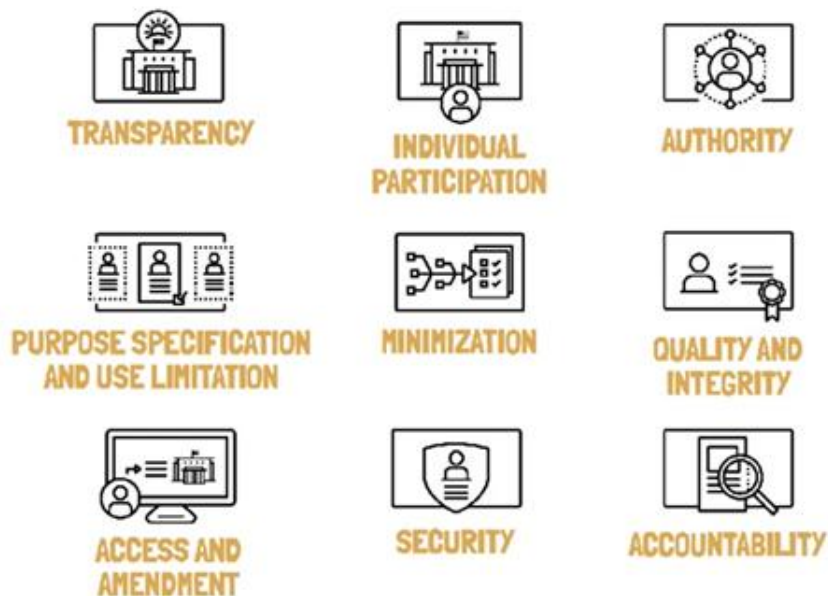 TRANSPARENCY
INDIVIDUAL
PARTICIPATION
AUTHORITY
PURPOSE SPECIFICATION
AND USE LIMITATION
MINIMIZATION
QUALITY AND
INTEGRITY
ACCESS AND
AMENDMENT
SECURITY
ACCOUNTABILITY